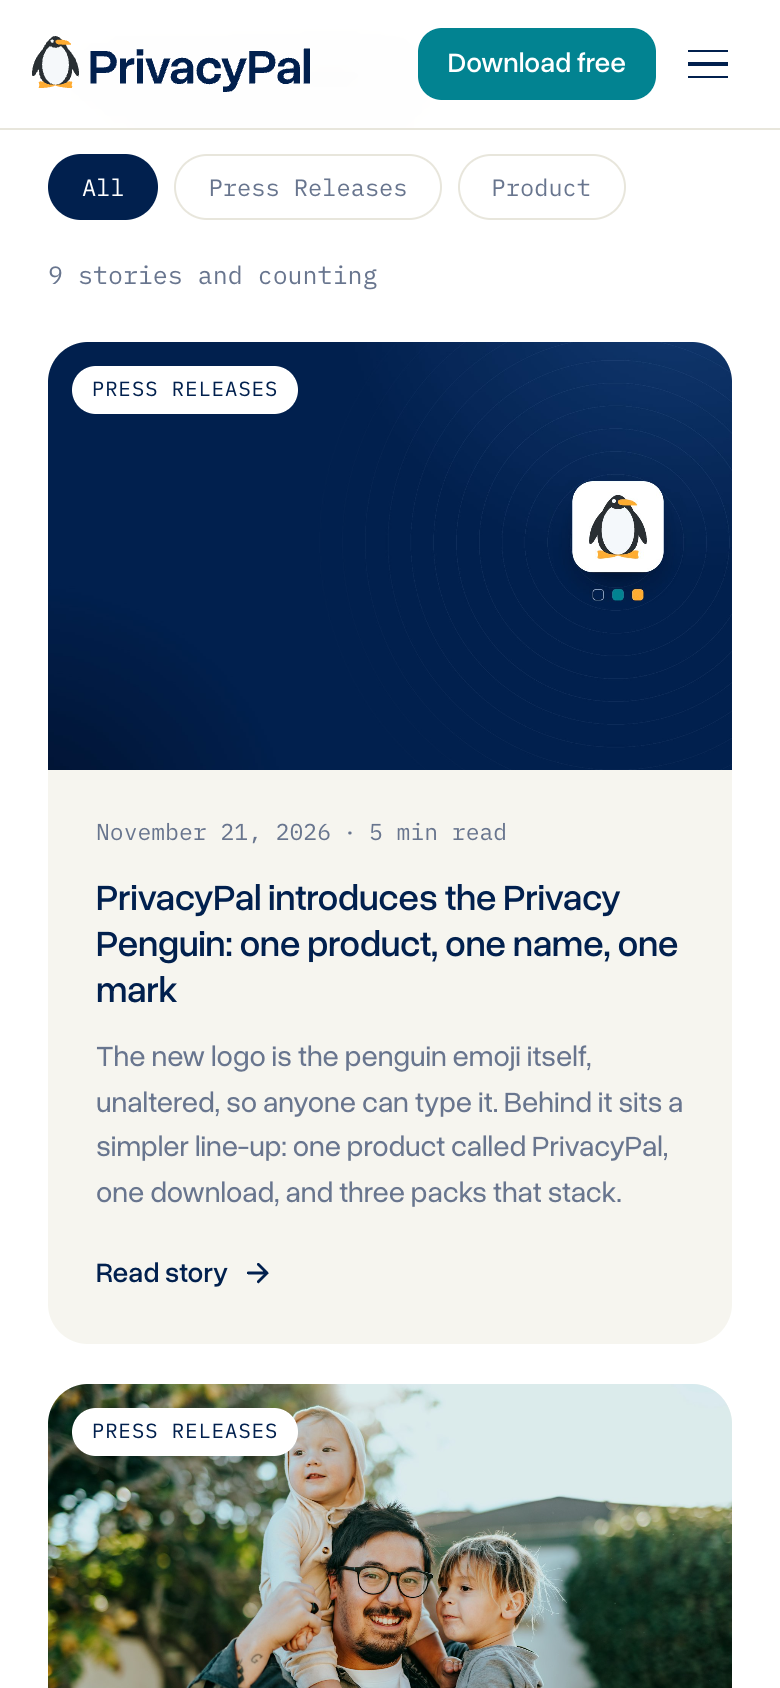 PrivacyPal
Download free
All
Press Releases
Product
9 stories and counting
PRESS RELEASES
November 21, 2026 · 5 min read
PrivacyPal introduces the Privacy
Penguin: one product, one name, one
mark
The new logo is the penguin emoji itself,
unaltered, so anyone can type it. Behind it sits a
simpler line-up: one product called PrivacyPal,
one download, and three packs that stack.
Read story →
PRESS RELEASES